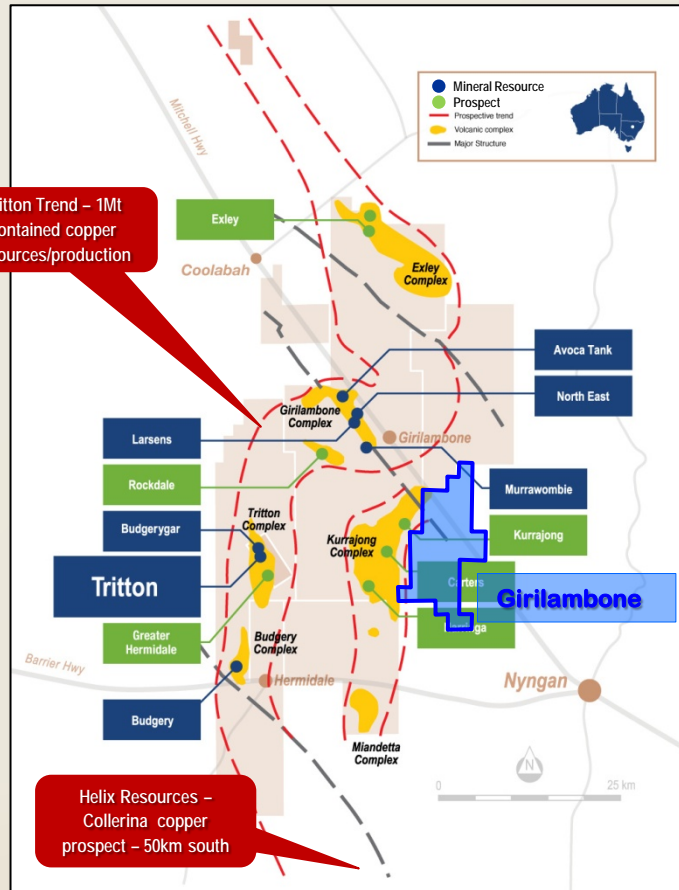 Mineral Resource
Prospect
Prospective trend
Volcanic complex
Major Structure
Mitchell Hwy
itton Trend – 1Mt
ontained copper
ources/production
Exley
Coolabah
Exley
Complex
Avoca Tank
North East
Girilambone
Complex
Larsens
Girilambone
Rockdale
Murrawombie
Budgerygar
Tritton
Complex
Kurrajong
Complex
Kurrajong
Tritton
Carters
Girilambone
Greater
Hermidale
Budgery
Complex
Barrier Hwy
Hermidale
Nyngan
Budgery
Miandetta
Complex
N
0
25 km
Helix Resources –
Collerina copper
prospect – 50km south